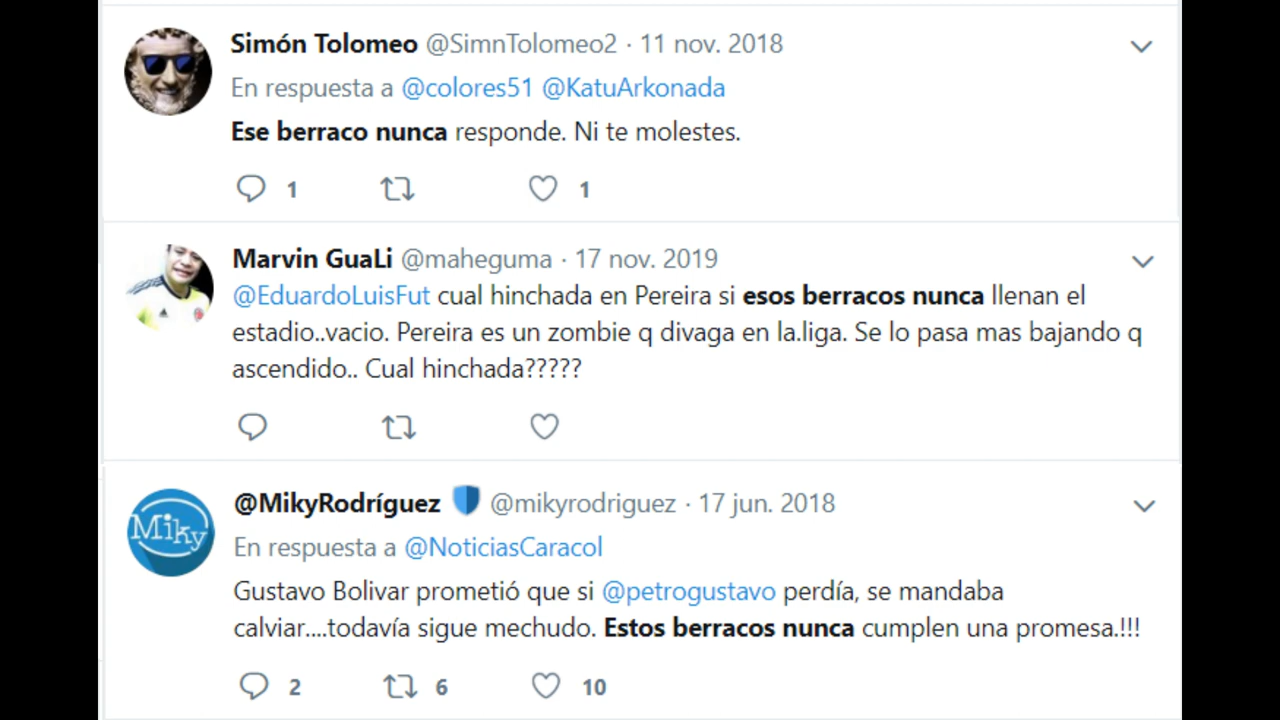 Simón Tolomeo @SimnTolomeo2 · 11 nov. 2018
En respuesta a @colores51 @KatuArkonada
Ese berraco nunca responde. Ni te molestes.
1 1
Marvin GuaLi @maheguma · 17 nov. 2019
@EduardoLuisFut cual hinchada en Pereira si esos berracos nunca llenan el
estadio..vacio. Pereira es un zombie q divaga en la.liga. Se lo pasa mas bajando q
ascendido.. Cual hinchada?????
Miky
@MikyRodríguez @mikyrodriguez · 17 jun. 2018
En respuesta a @NoticiasCaracol
Gustavo Bolivar prometió que si @petrogustavo perdía, se mandaba
calviar....todavía sigue mechudo. Estos berracos nunca cumplen una promesa.!!!
2 6 10